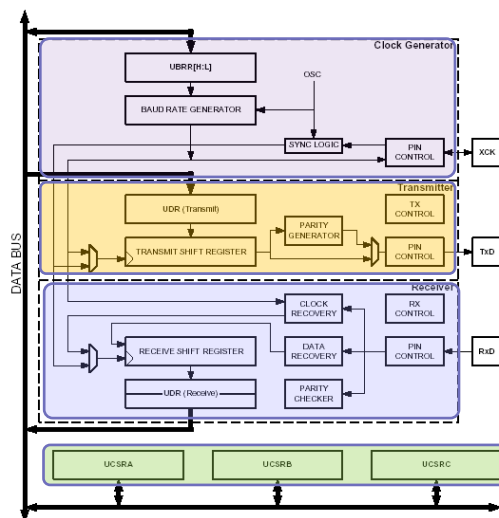 Clock Generator
UBRR[H:L]
OSC
BAUD RATE GENERATOR
SYNC LOGIC
PIN
CONTROL
XCK
Transmitter
TX
CONTROL
UDR (Transmit)
PARITY
GENERATOR
TRANSMIT SHIFT REGISTER
PIN
CONTROL
TxD
DATA BUS
Receiver
CLOCK
RECOVERY
RX
CONTROL
RECEIVE SHIFT REGISTER
DATA
RECOVERY
PIN
CONTROL
RxD
UDR (Receive)
PARITY
CHECKER
UCSRA
UCSRB
UCSRC